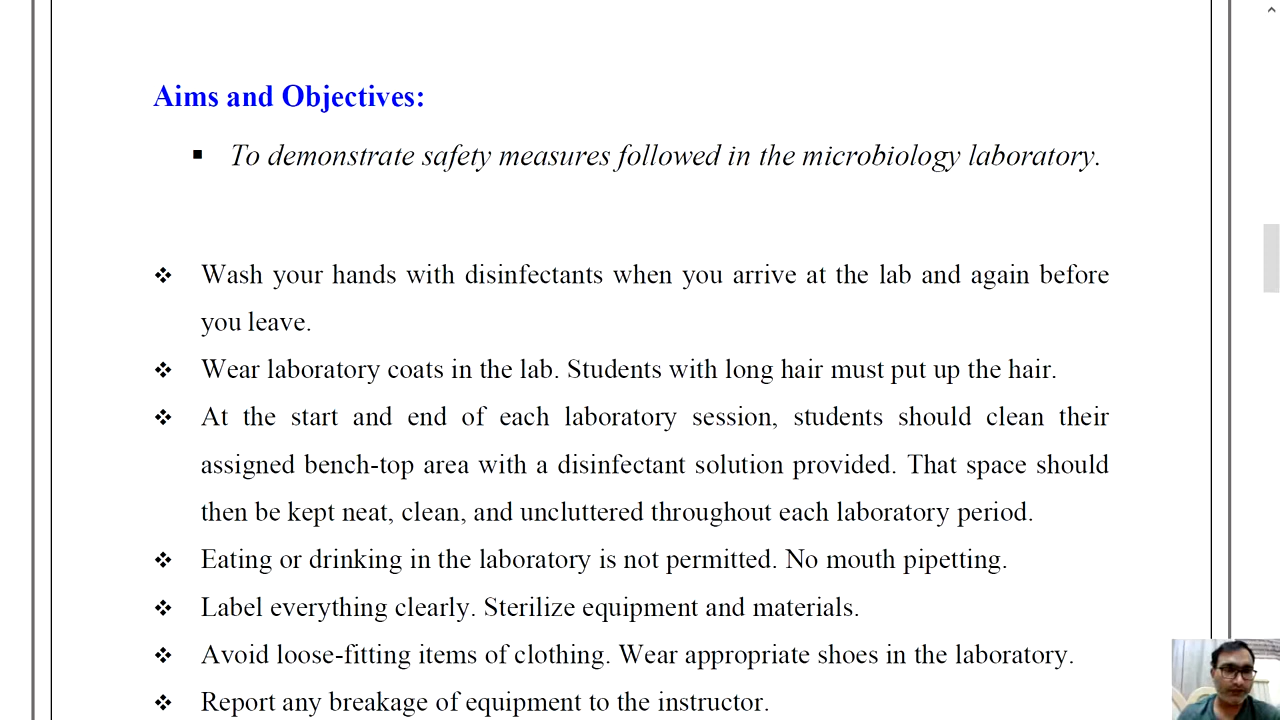 Aims and Objectives:
▪ To demonstrate safety measures followed in the microbiology laboratory.
❖ Wash your hands with disinfectants when you arrive at the lab and again before
you leave.
❖ Wear laboratory coats in the lab. Students with long hair must put up the hair.
❖ At the start and end of each laboratory session, students should clean their
assigned bench-top area with a disinfectant solution provided. That space should
then be kept neat, clean, and uncluttered throughout each laboratory period.
❖ Eating or drinking in the laboratory is not permitted. No mouth pipetting.
❖ Label everything clearly. Sterilize equipment and materials.
❖ Avoid loose-fitting items of clothing. Wear appropriate shoes in the laboratory.
❖ Report any breakage of equipment to the instructor.